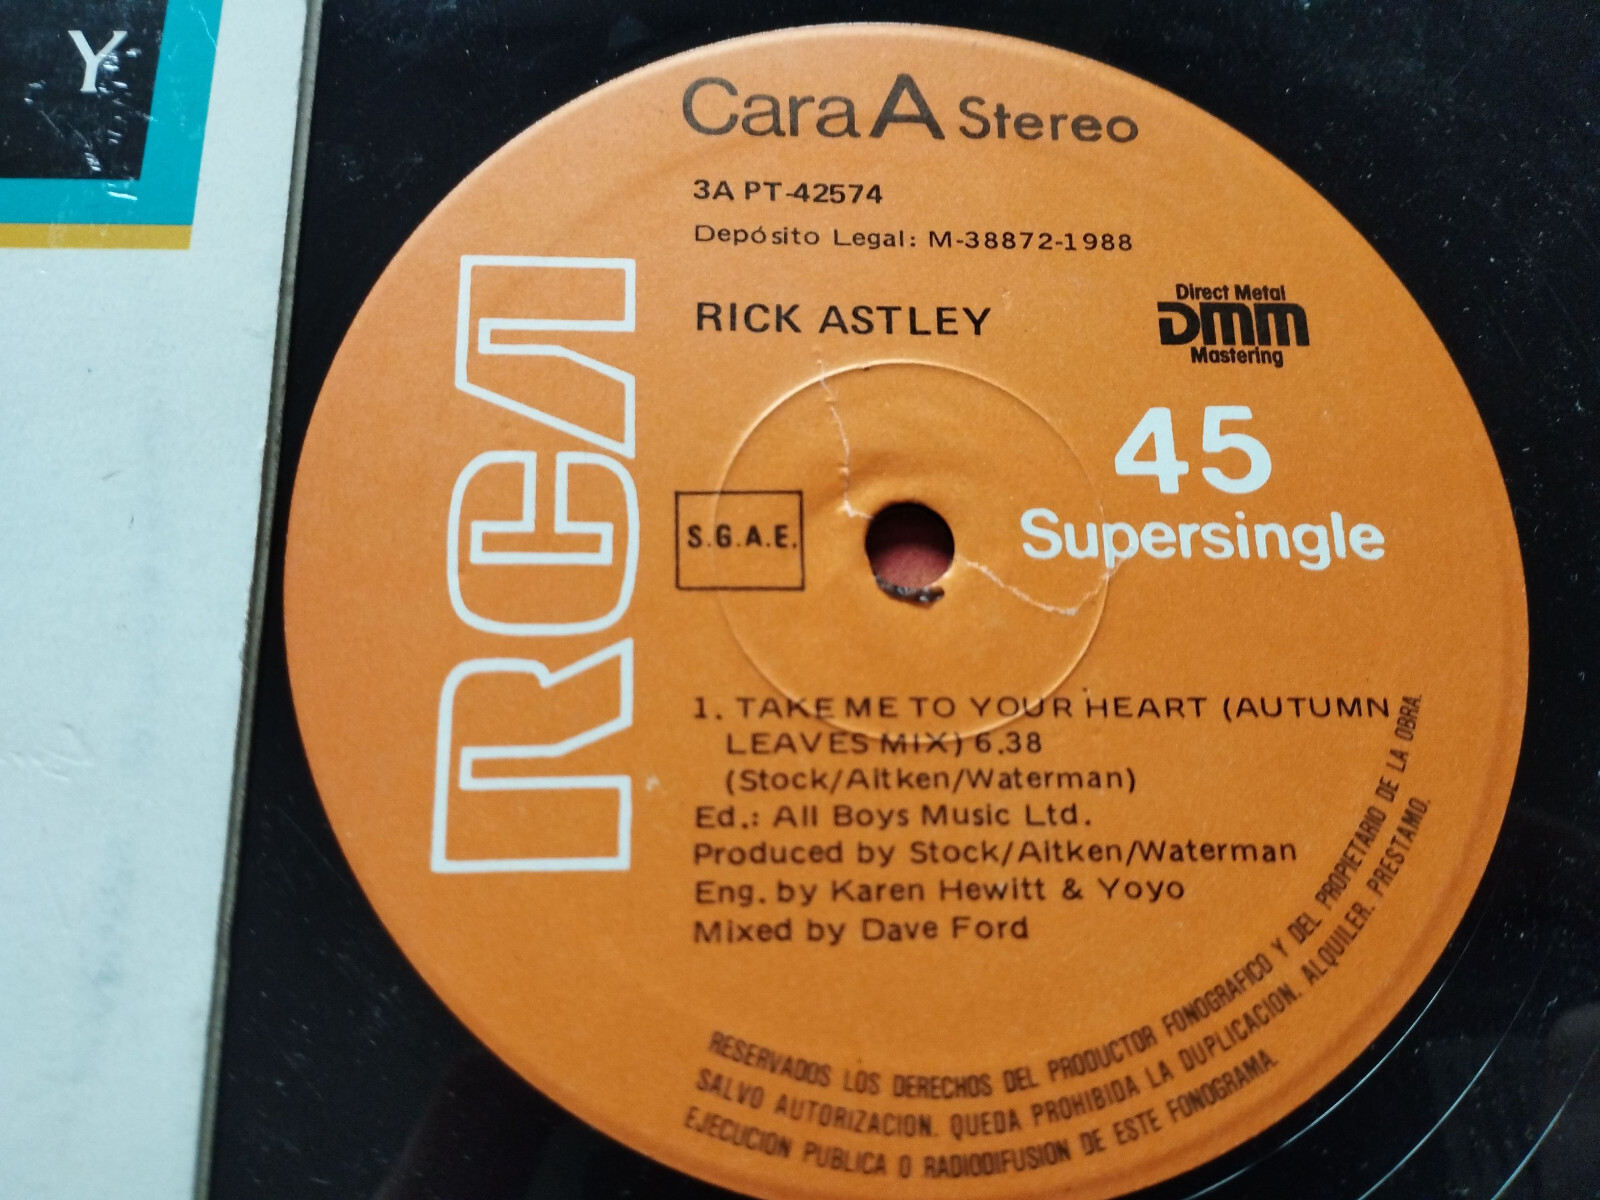 Y
Cara A Stereo
3A PT-42574
Depósito Legal: M-38872-1988
RICK ASTLEY
Direct Metal
DMM
Mastering
RCA
45
Supersingle
S.G.A.E.
1. TAKE ME TO YOUR HEART (AUTUMN
LEAVES MIX) 6.38
(Stock/Aitken/Waterman)
Ed.: All Boys Music Ltd.
Produced by Stock/Aitken/Waterman
Eng. by Karen Hewitt & Yoyo
Mixed by Dave Ford
RESERVADOS LOS DERECHOS DEL PRODUCTOR FONOGRAFICO Y DEL PROPIETARIO DE LA OBRA.
SALVO AUTORIZACION. QUEDA PROHIBIDA LA DUPLICACION. ALQUILER. PRESTAMO.
EJECUCION PUBLICA O RADIODIFUSION DE ESTE FONOGRAMA.